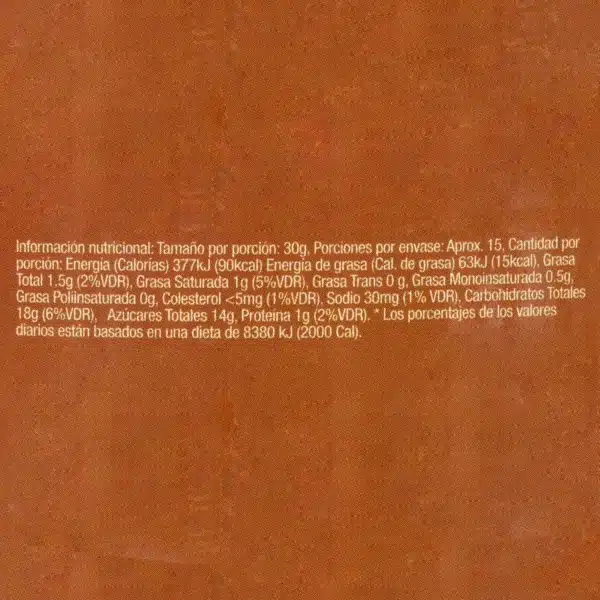 Información nutricional: Tamaño por porción: 30g, Porciones por envase: Aprox. 15, Cantidad por
porción: Energía (Calorías) 377kJ (90kcal) Energía de grasa (Cal. de grasa) 63kJ (15kcal), Grasa
Total 1,5g (2%VDR), Grasa Saturada 1g (5%VDR), Grasa Trans 0 g, Grasa Monoinsaturada 0.5g,
Grasa Poliinsaturada 0g, Colesterol <5mg (1%VDR), Sodio 30mg (1% VDR), Carbohidratos Totales
18g (6%VDR), Azúcares Totales 14g, Proteína 1g (2%VDR). * Los porcentajes de los valores
diarios están basados en una dieta de 8380 kJ (2000 Cal).